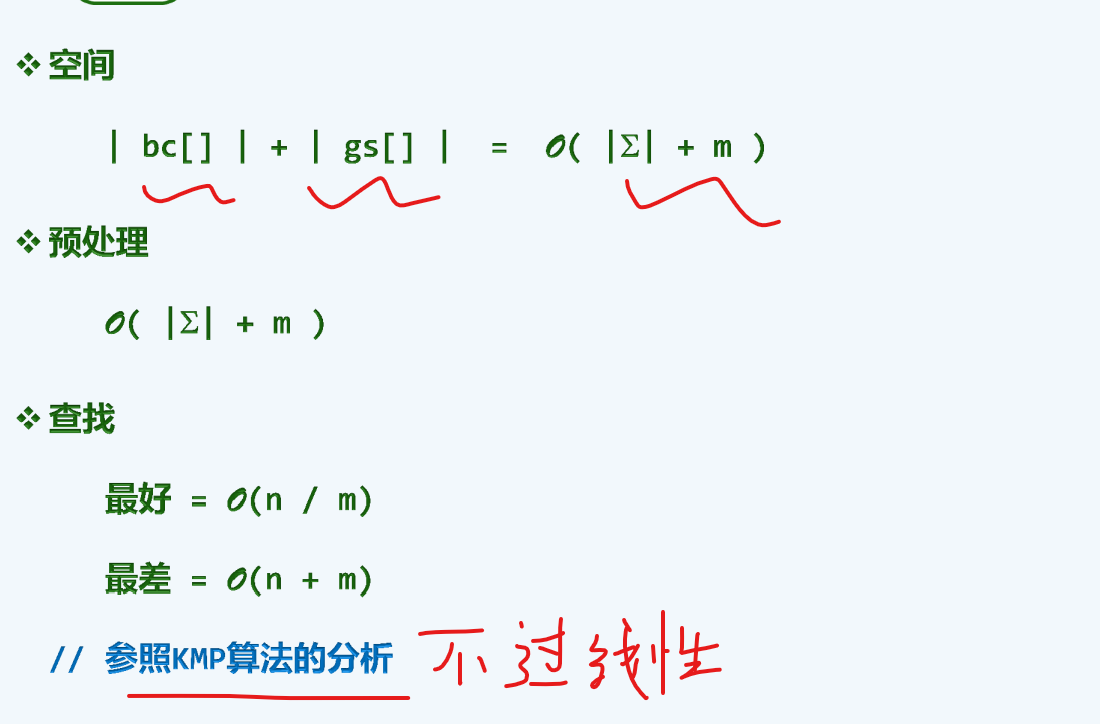 ❖ 空间
| bc[] | + | gs[] | = O( |Σ| + m )
❖ 预处理
O( |Σ| + m )
❖ 查找
最好 = O(n / m)
最差 = O(n + m)
// 参照KMP算法的分析 不过线性